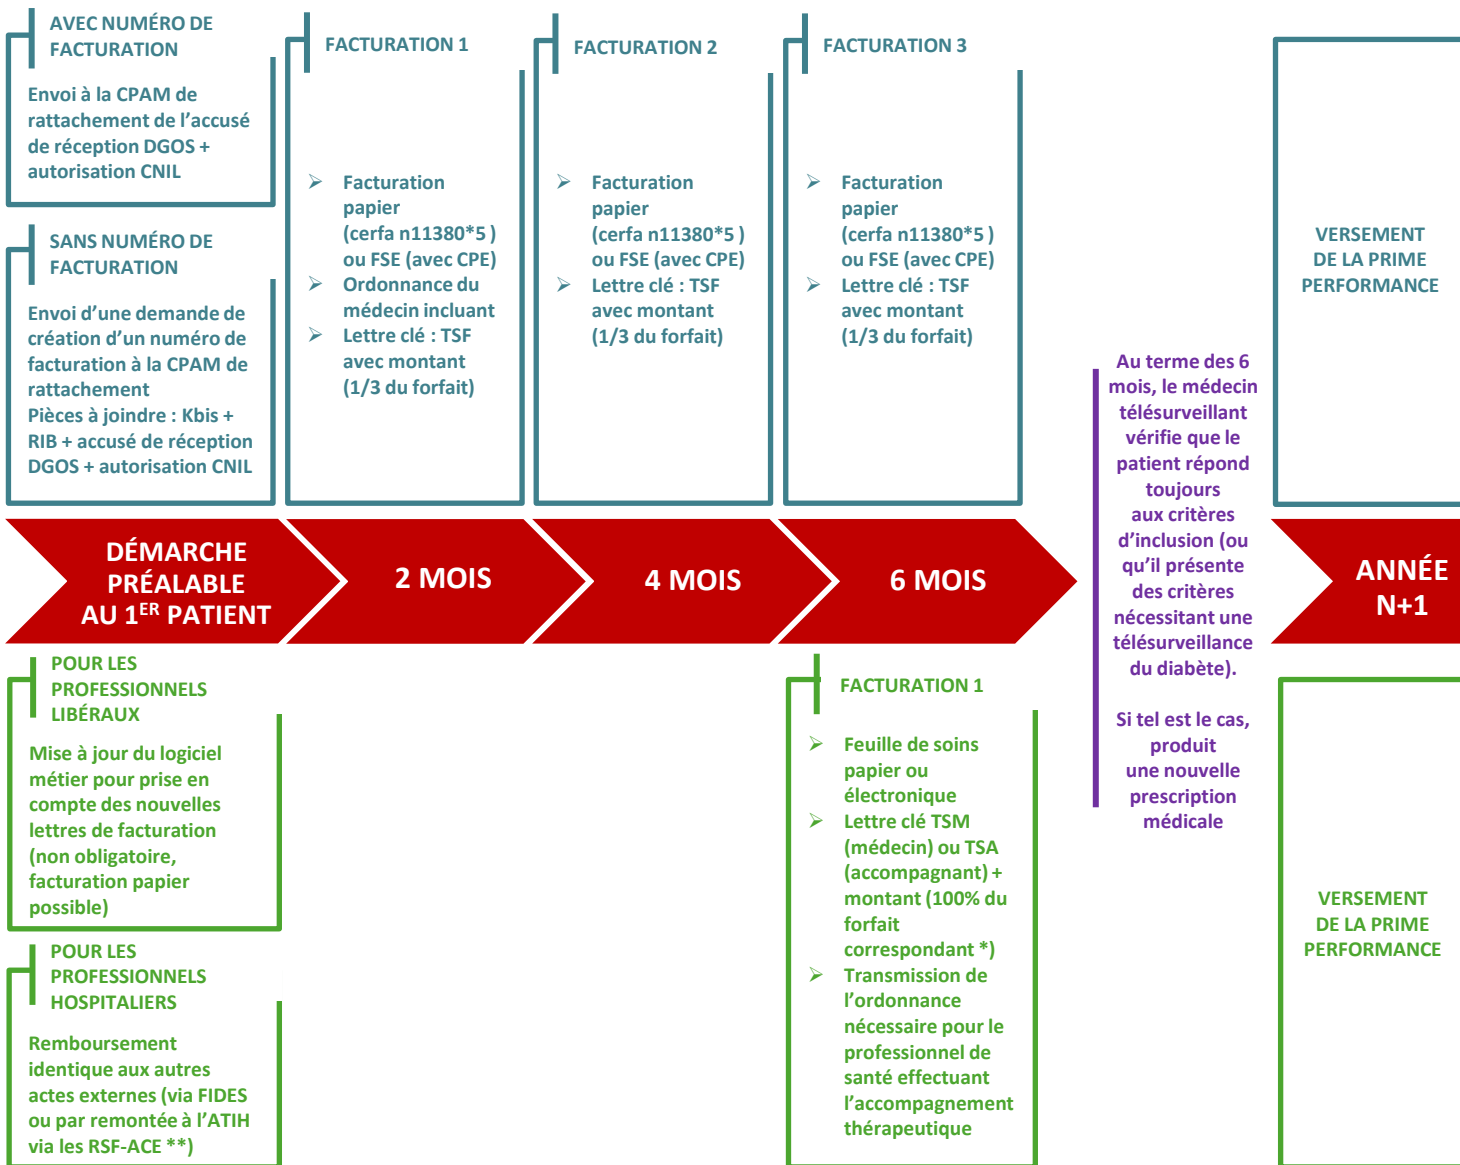 AVEC NUMÉRO DE
FACTURATION
Envoi à la CPAM de
rattachement de l'accusé
de réception DGOS +
autorisation CNIL
SANS NUMÉRO DE
FACTURATION
Envoi d'une demande de
création d'un numéro de
facturation à la CPAM de
rattachement
Pièces à joindre : Kbis +
RIB + accusé de réception
DGOS + autorisation CNIL
FACTURATION 1
➢ Facturation
papier
(cerfa n11380*5 )
ou FSE (avec CPE)
➢ Ordonnance du
médecin incluant
➢ Lettre clé : TSF
avec montant
(1/3 du forfait)
FACTURATION 2
➢ Facturation
papier
(cerfa n11380*5 )
ou FSE (avec CPE)
➢ Lettre clé : TSF
avec montant
(1/3 du forfait)
FACTURATION 3
➢ Facturation
papier
(cerfa n11380*5 )
ou FSE (avec CPE)
➢ Lettre clé : TSF
avec montant
(1/3 du forfait)
VERSEMENT
DE LA PRIME
PERFORMANCE
DÉMARCHE
PRÉALABLE
AU 1ER PATIENT
2 MOIS
4 MOIS
6 MOIS
Au terme des 6
mois, le médecin
télésurveillant
vérifie que le
patient répond
toujours
aux critères
d'inclusion (ou
qu'il présente
des critères
nécessitant une
télésurveillance
du diabète).
Si tel est le cas,
produit
une nouvelle
prescription
médicale
ANNÉE
N+1
POUR LES
PROFESSIONNELS
LIBÉRAUX
Mise à jour du logiciel
métier pour prise en
compte des nouvelles
lettres de facturation
(non obligatoire,
facturation papier
possible)
POUR LES
PROFESSIONNELS
HOSPITALIERS
Remboursement
identique aux autres
actes externes (via FIDES
ou par remontée à l'ATIH
via les RSF-ACE **)
FACTURATION 1
➢ Feuille de soins
papier ou
électronique
➢ Lettre clé TSM
(médecin) ou TSA
(accompagnant) +
montant (100% du
forfait
correspondant *)
➢ Transmission de
l'ordonnance
nécessaire pour le
professionnel de
santé effectuant
l'accompagnement
thérapeutique
VERSEMENT
DE LA PRIME
PERFORMANCE